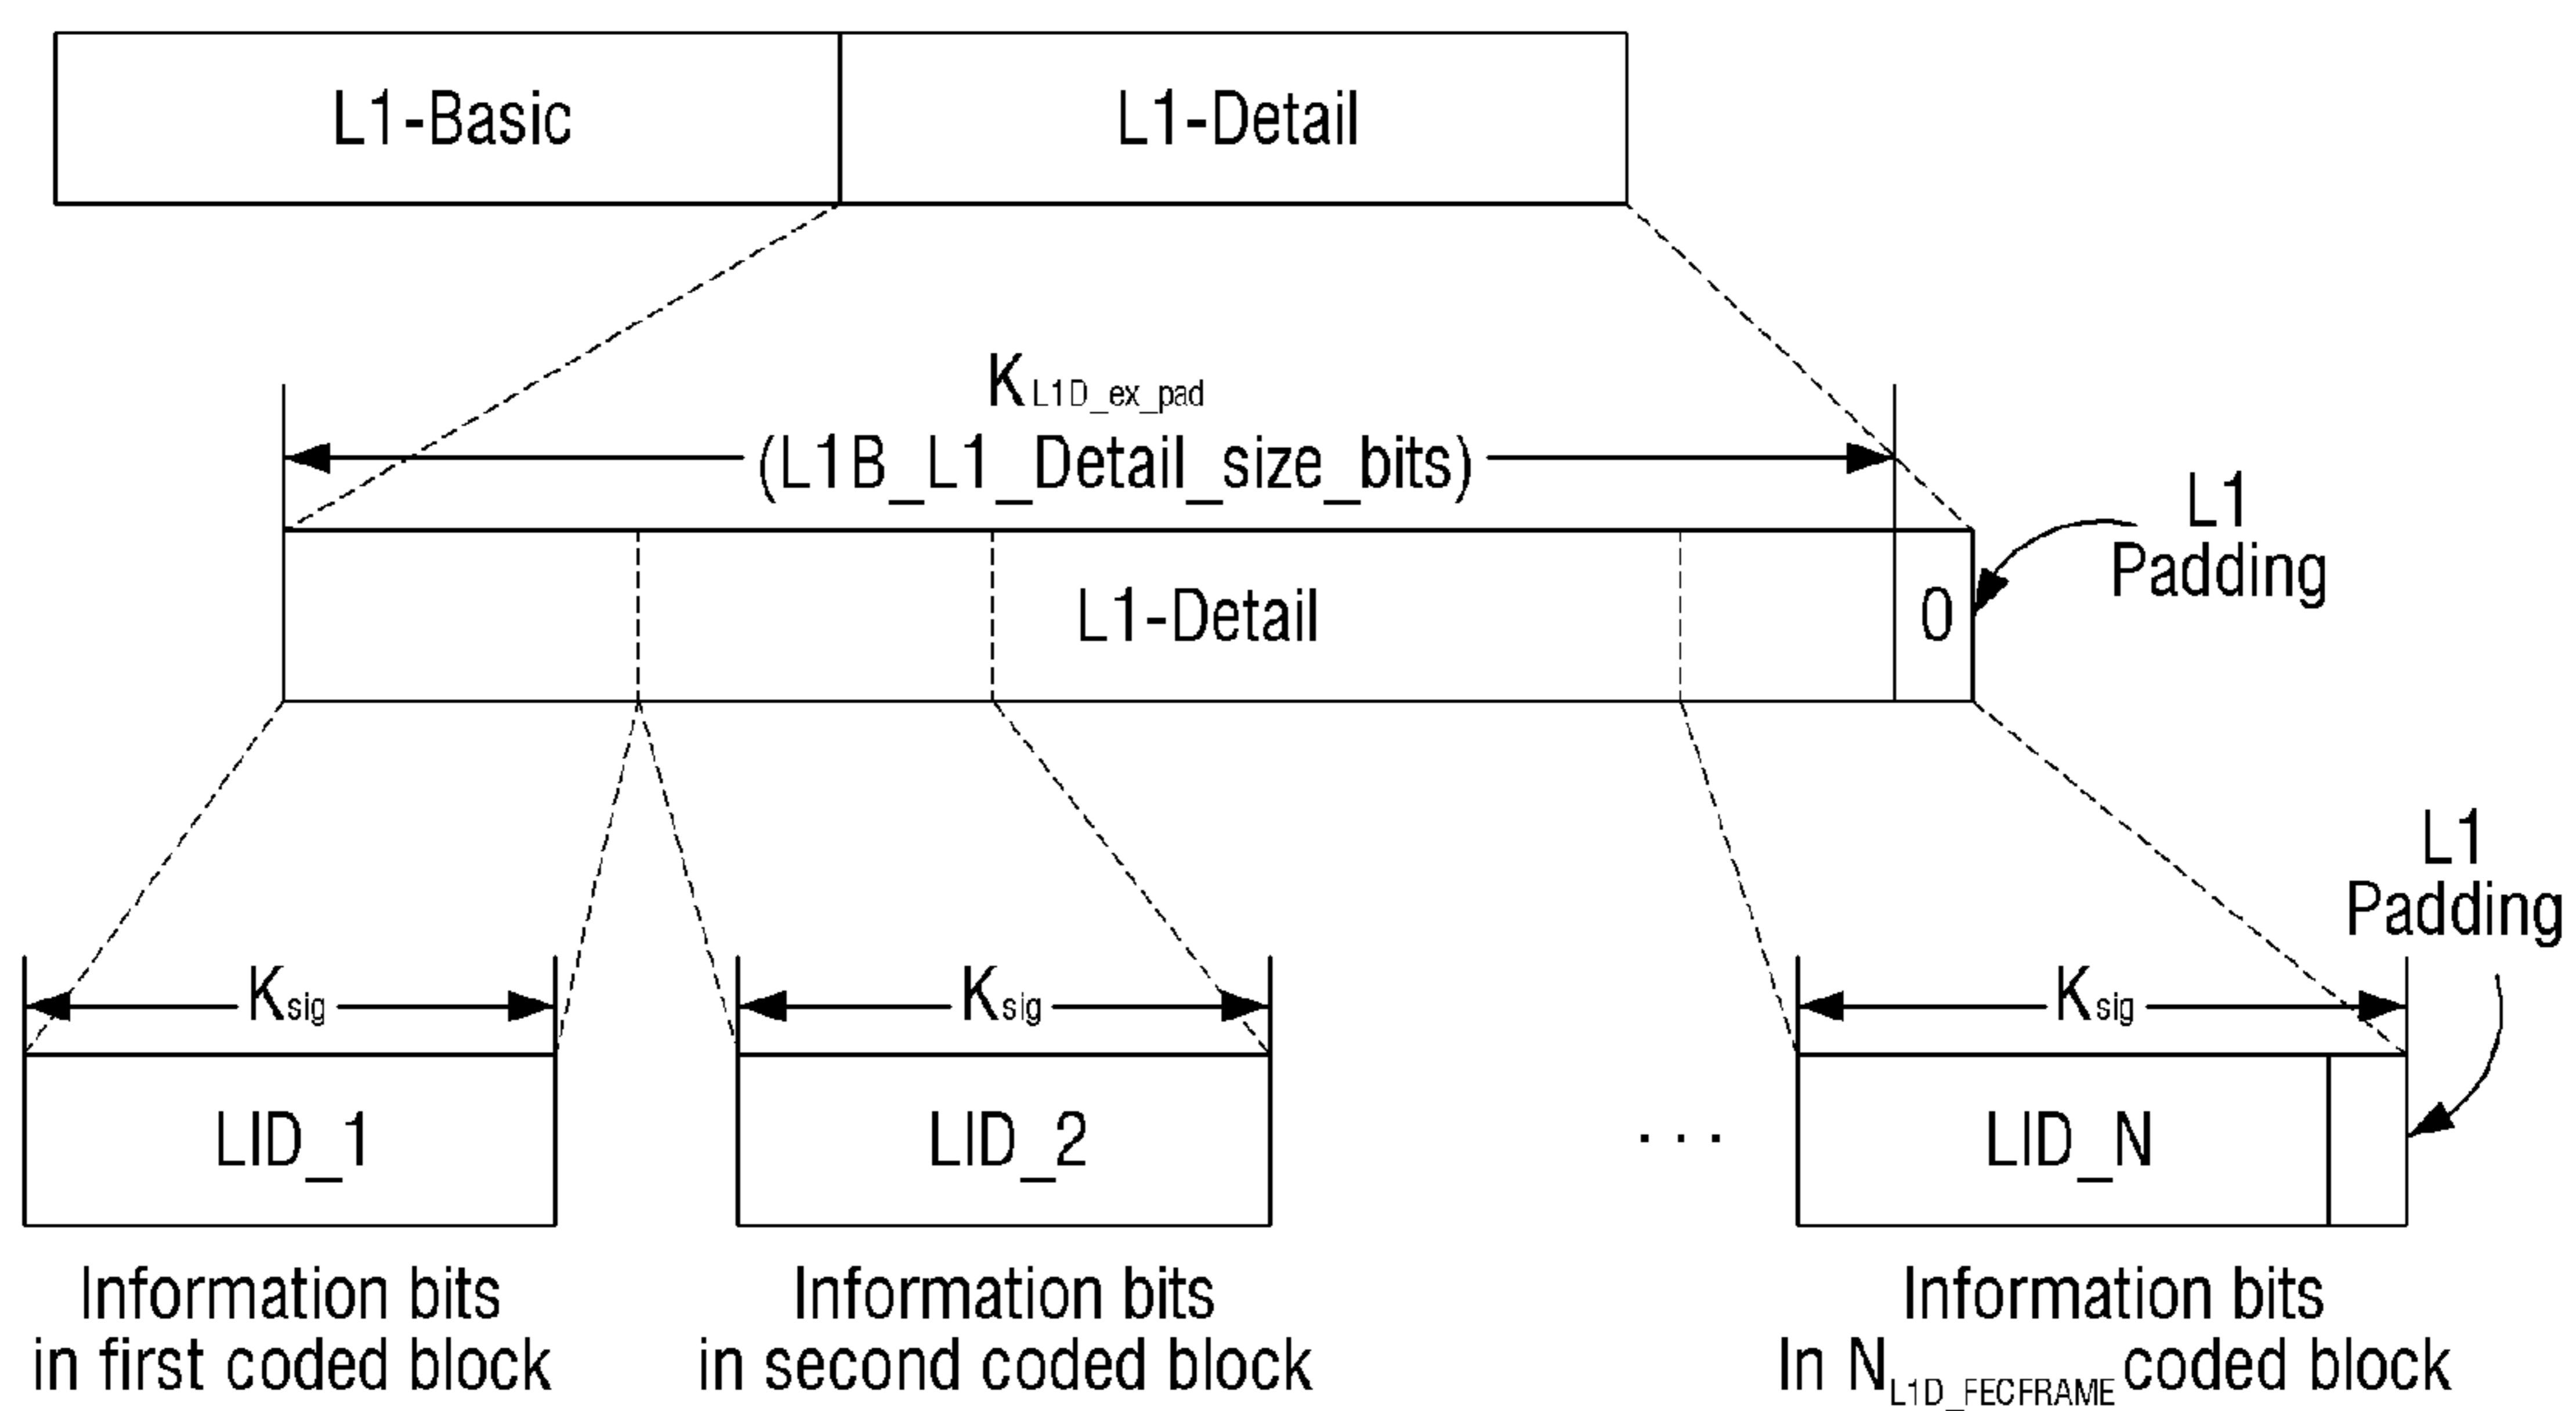 L1-Basic
L1-Detail
K L1D_ex_pad
(L1B_L1_Detail_size_bits)
L1
Padding
L1-Detail
0
L1
Padding
Ksig
Ksig
Ksig
LID_1
LID_2
...
LID_N
Information bits
in first coded block
Information bits
in second coded block
Information bits
In NL1D_FECFRAME coded block